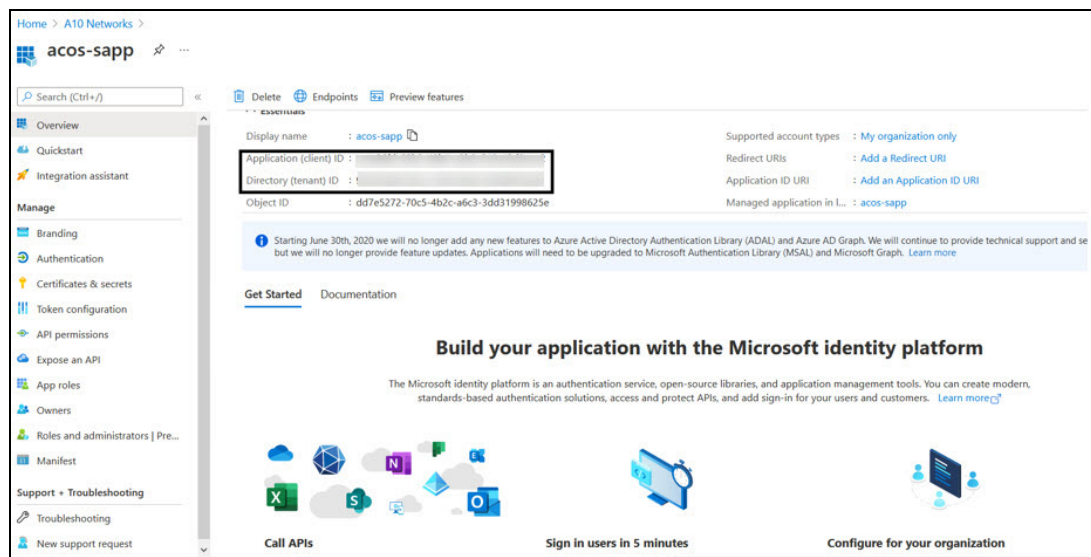 Home > A10 Networks >
acos-sapp
Search (Ctrl+/)
Overview
Quickstart
Integration assistant
Manage
Branding
Authentication
Certificates & secrets
Token configuration
API permissions
Expose an API
App roles
Owners
Roles and administrators | Pre...
Manifest
Support + Troubleshooting
Troubleshooting
New support request
Delete Endpoints Preview features
Essentials
Display name : acos-sapp
Application (client) ID :
Directory (tenant) ID :
Object ID : dd7e5272-70c5-4b2c-a6c3-3dd31998625e
Supported account types : My organization only
Redirect URIs : Add a Redirect URI
Application ID URI : Add an Application ID URI
Managed application in l... : acos-sapp
Starting June 30th, 2020 we will no longer add any new features to Azure Active Directory Authentication Library (ADAL) and Azure AD Graph. We will continue to provide technical support and se
but we will no longer provide feature updates. Applications will need to be upgraded to Microsoft Authentication Library (MSAL) and Microsoft Graph. Learn more
Get Started Documentation
Build your application with the Microsoft identity platform
The Microsoft identity platform is an authentication service, open-source libraries, and application management tools. You can create modern,
standards-based authentication solutions, access and protect APIs, and add sign-in for your users and customers. Learn more
Call APIs
Sign in users in 5 minutes
Configure for your organization